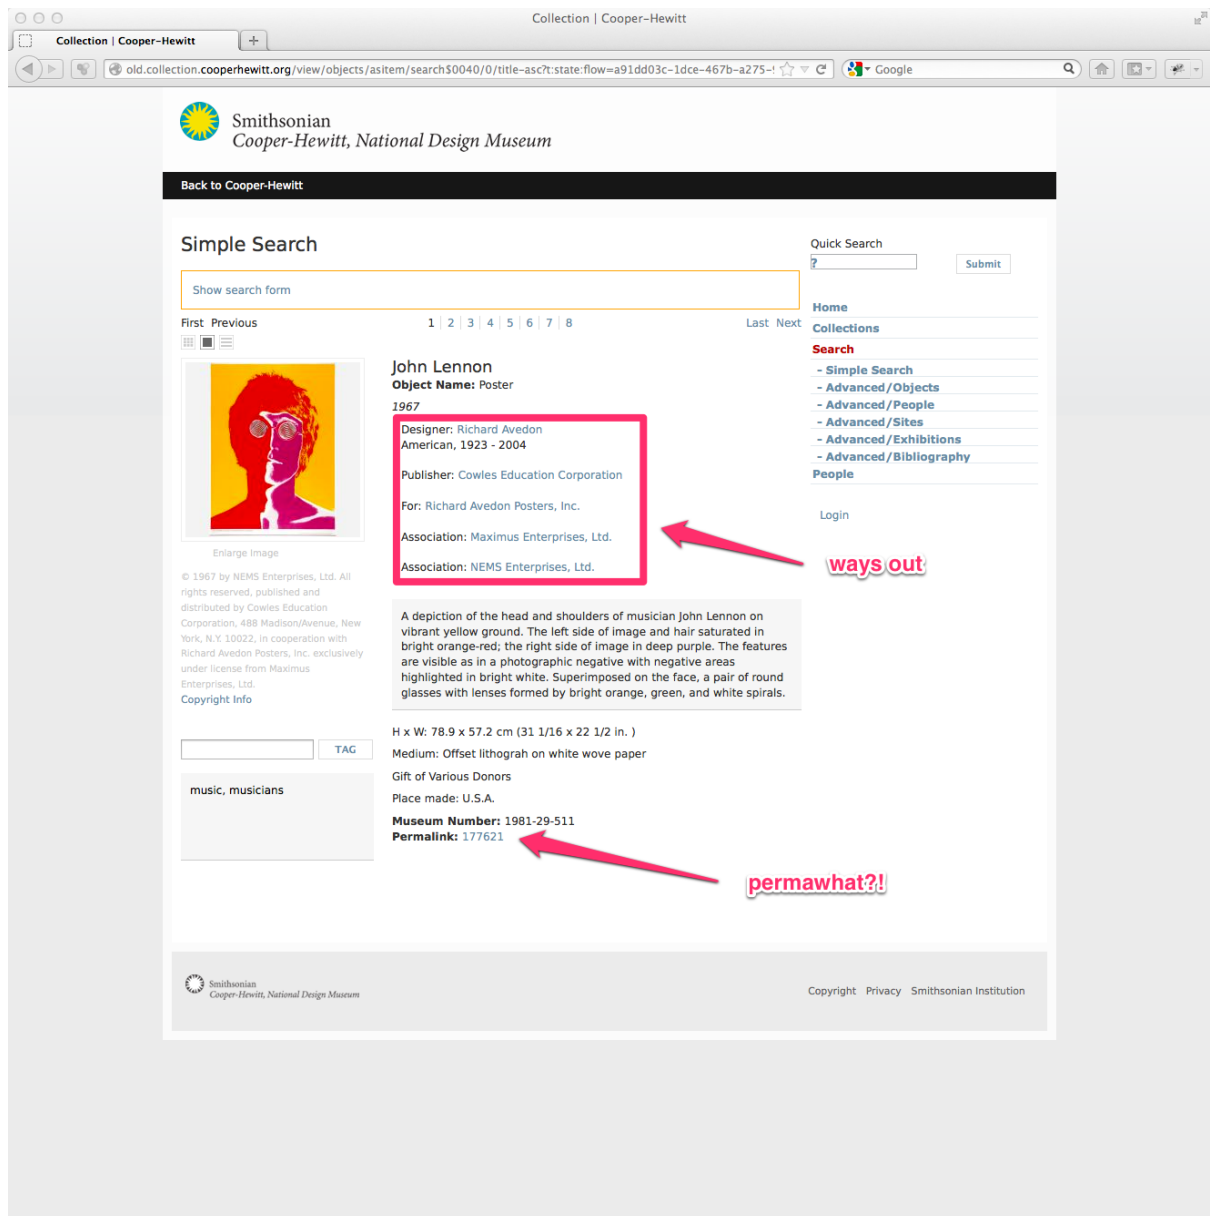 Collection | Cooper-Hewitt
Collection | Cooper-Hewitt
old.collection.cooperhewitt.org/view/objects/asitem/search$0040/0/title-asc?t:state:flow=a91dd03c-1dce-467b-a275-
Google
Smithsonian
Cooper-Hewitt, National Design Museum
Back to Cooper-Hewitt
Simple Search
Show search form
First Previous
1 | 2 | 3 | 4 | 5 | 6 | 7 | 8
Last Next
John Lennon
Object Name: Poster
1967
Designer: Richard Avedon
American, 1923 - 2004
Publisher: Cowles Education Corporation
For: Richard Avedon Posters, Inc.
Association: Maximus Enterprises, Ltd.
Association: NEMS Enterprises, Ltd.
ways out
Enlarge Image
© 1967 by NEMS Enterprises, Ltd. All
rights reserved, published and
distributed by Cowles Education
Corporation, 488 Madison/Avenue, New
York, N.Y. 10022, in cooperation with
Richard Avedon Posters, Inc. exclusively
under license from Maximus
Enterprises, Ltd.
Copyright Info
A depiction of the head and shoulders of musician John Lennon on
vibrant yellow ground. The left side of image and hair saturated in
bright orange-red; the right side of image in deep purple. The features
are visible as in a photographic negative with negative areas
highlighted in bright white. Superimposed on the face, a pair of round
glasses with lenses formed by bright orange, green, and white spirals.
TAG
music, musicians
H x W: 78.9 x 57.2 cm (31 1/16 x 22 1/2 in. )
Medium: Offset lithograh on white wove paper
Gift of Various Donors
Place made: U.S.A.
Museum Number: 1981-29-511
Permalink: 177621
permawhat?!
Quick Search
?
Submit
Home
Collections
Search
- Simple Search
- Advanced/Objects
- Advanced/People
- Advanced/Sites
- Advanced/Exhibitions
- Advanced/Bibliography
People
Login
Smithsonian
Cooper-Hewitt, National Design Museum
Copyright Privacy Smithsonian Institution